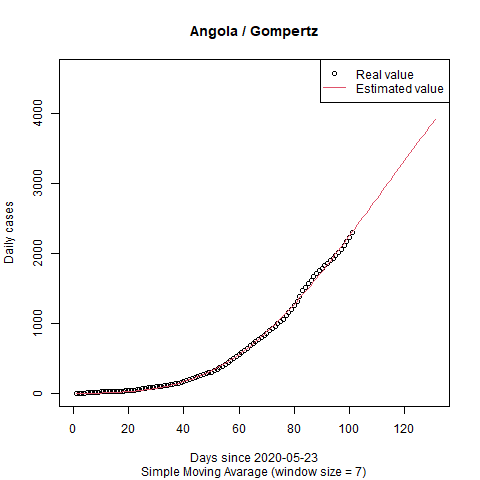 Angola / Gompertz
Real value
Estimated value
Daily cases
4000
3000
2000
1000
0
0 20 40 60 80 100 120
Days since 2020-05-23
Simple Moving Avarage (window size = 7)